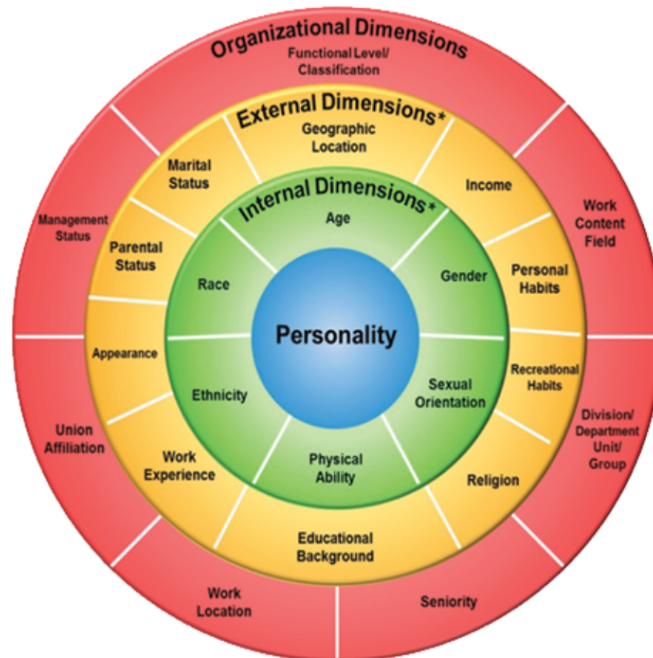 Organizational Dimensions
Functional Level/
Classification
External Dimensions*
Geographic
Location
Marital
Status
Income
Internal Dimensions*
Age
Management
Status
Work
Content
Field
Parental
Status
Personal
Habits
Race
Gender
Personality
Appearance
Recreational
Habits
Ethnicity
Sexual
Orientation
Union
Affiliation
Division/
Department
Unit/
Group
Work
Experience
Physical
Ability
Religion
Educational
Background
Work
Location
Seniority